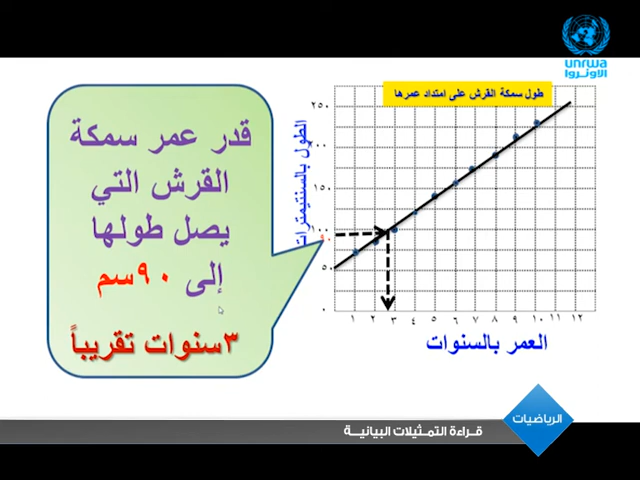 unrwa
الأونروا
طول سمكة القرش على امتداد عمرها
قدر عمر سمكة
القرش التي
يصل طولها
إلى ٩٠سم
٣سنوات تقريباً
الطول بالسنتيمترات
٢٥٠
١٥٠
٥٠
٠
١ ٢ ٣ ٤ ٥ ٦ ٧ ٨ ٩ ١٠ ١١ ١٢
العمر بالسنوات
الرياضيات
قراءة التمثيلات البيانية